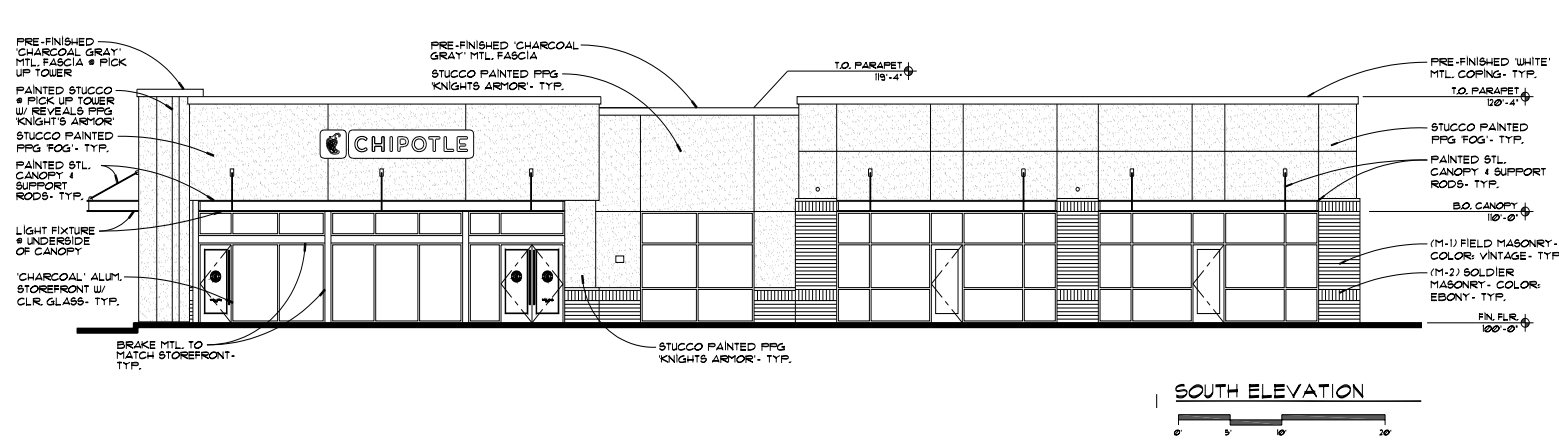 PRE-FINISHED
'CHARCOAL GRAY'
MTL. FASCIA @ PICK
UP TOWER
PAINTED STUCCO
@ PICK UP TOWER
W/ REVEALS PPG
'KNIGHT'S ARMOR'
STUCCO PAINTED
PPG 'FOG'- TYP.
PAINTED STL.
CANOPY &
SUPPORT
RODS- TYP.
LIGHT FIXTURE
@ UNDERSIDE
OF CANOPY
'CHARCOAL' ALUM.
STOREFRONT W/
CLR. GLASS- TYP.
BRAKE MTL. TO
MATCH STOREFRONT-
TYP.
PRE-FINISHED 'CHARCOAL
GRAY' MTL. FASCIA
STUCCO PAINTED PPG
'KNIGHTS ARMOR'- TYP.
CHIPOTLE
T.O. PARAPET
119'-4"
STUCCO PAINTED PPG
'KNIGHTS ARMOR'- TYP.
PRE-FINISHED 'WHITE'
MTL. COPING- TYP.
T.O. PARAPET
120'-4"
STUCCO PAINTED
PPG 'FOG'- TYP.
PAINTED STL.
CANOPY & SUPPORT
RODS- TYP.
B.O. CANOPY
110'-0"
(M-1) FIELD MASONRY-
COLOR: VINTAGE- TYP
(M-2) SOLDIER
MASONRY- COLOR:
EBONY- TYP.
FIN. FLR.
100'-0"
SOUTH ELEVATION
0' 5' 10' 20'